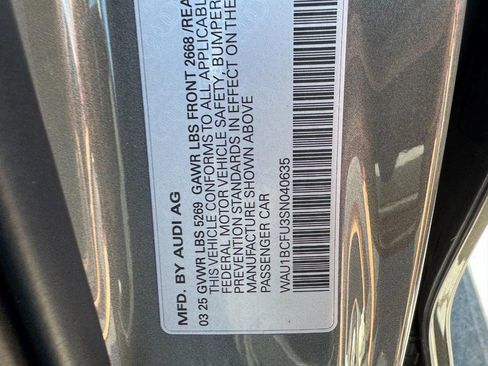 MFD. BY AUDI AG
03 25 GVWR LBS 5269 GAWR LBS FRONT 2668 /REA
THIS VEHICLE CONFORMS TO ALL APPLICABLE
FEDERAL MOTOR VEHICLE SAFETY, BUMPER
PREVENTION STANDARDS IN EFFECT ON THE
MANUFACTURE SHOWN ABOVE
PASSENGER CAR
WAU1BCFU3SN040635